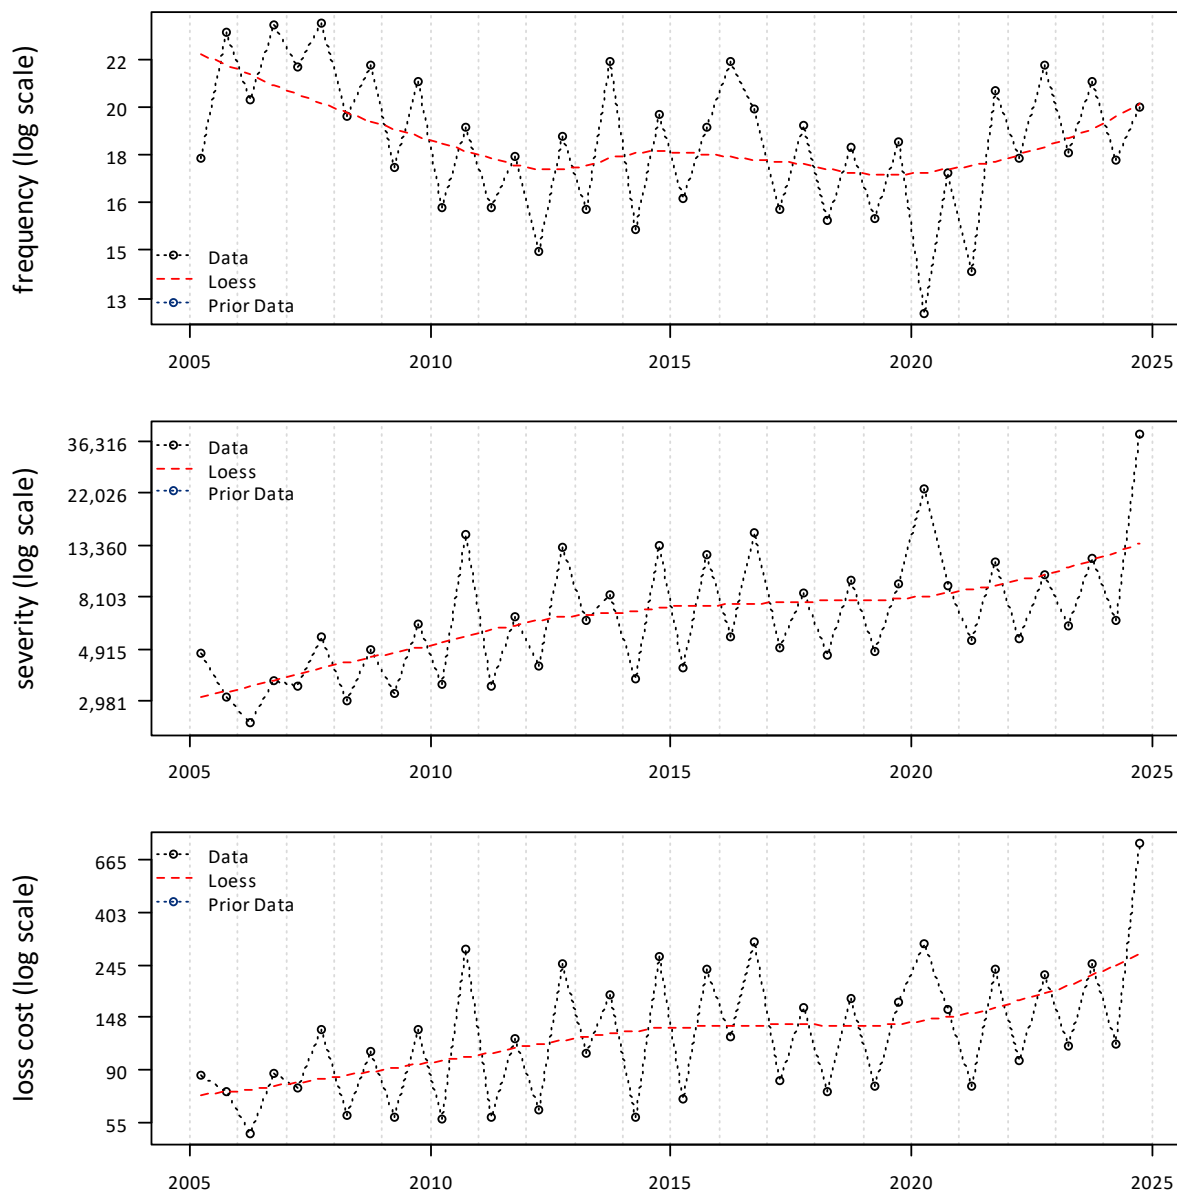 frequency (log scale)
22
20
18
16
15
13
Data
Loess
Prior Data
2005
2010
2015
2020
2025
severity (log scale)
36,316
22,026
13,360
8,103
4,915
2,981
Data
Loess
Prior Data
2005
2010
2015
2020
2025
loss cost (log scale)
665
403
245
148
90
55
Data
Loess
Prior Data
2005
2010
2015
2020
2025